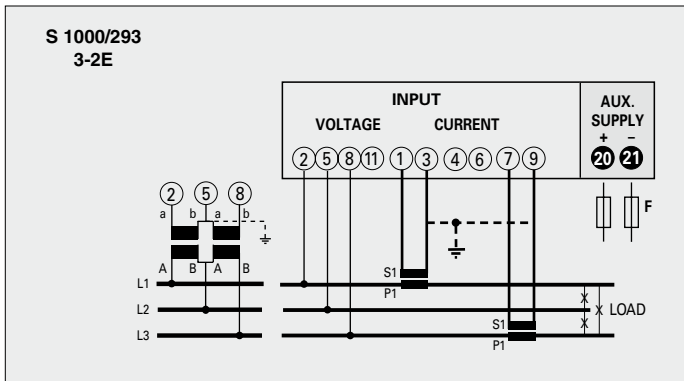 S 1000/293
3-2E
INPUT
VOLTAGE CURRENT
AUX.
SUPPLY
+ –
2 5 8 11 1 3 4 6 7 9 20 21
F
2 5 8
a b a b
A B A B
S1
P1
L1
L2
L3
S1
P1
X
X
X
LOAD